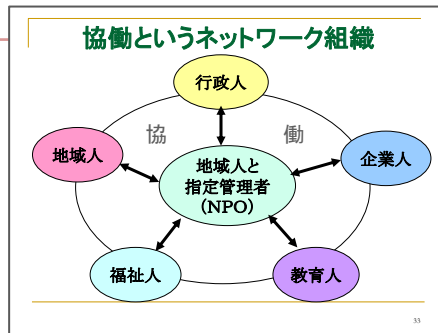 協働というネットワーク組織
行政人
協 働
地域人
企業人
地域人と
指定管理者
（NPO）
福祉人
教育人
33